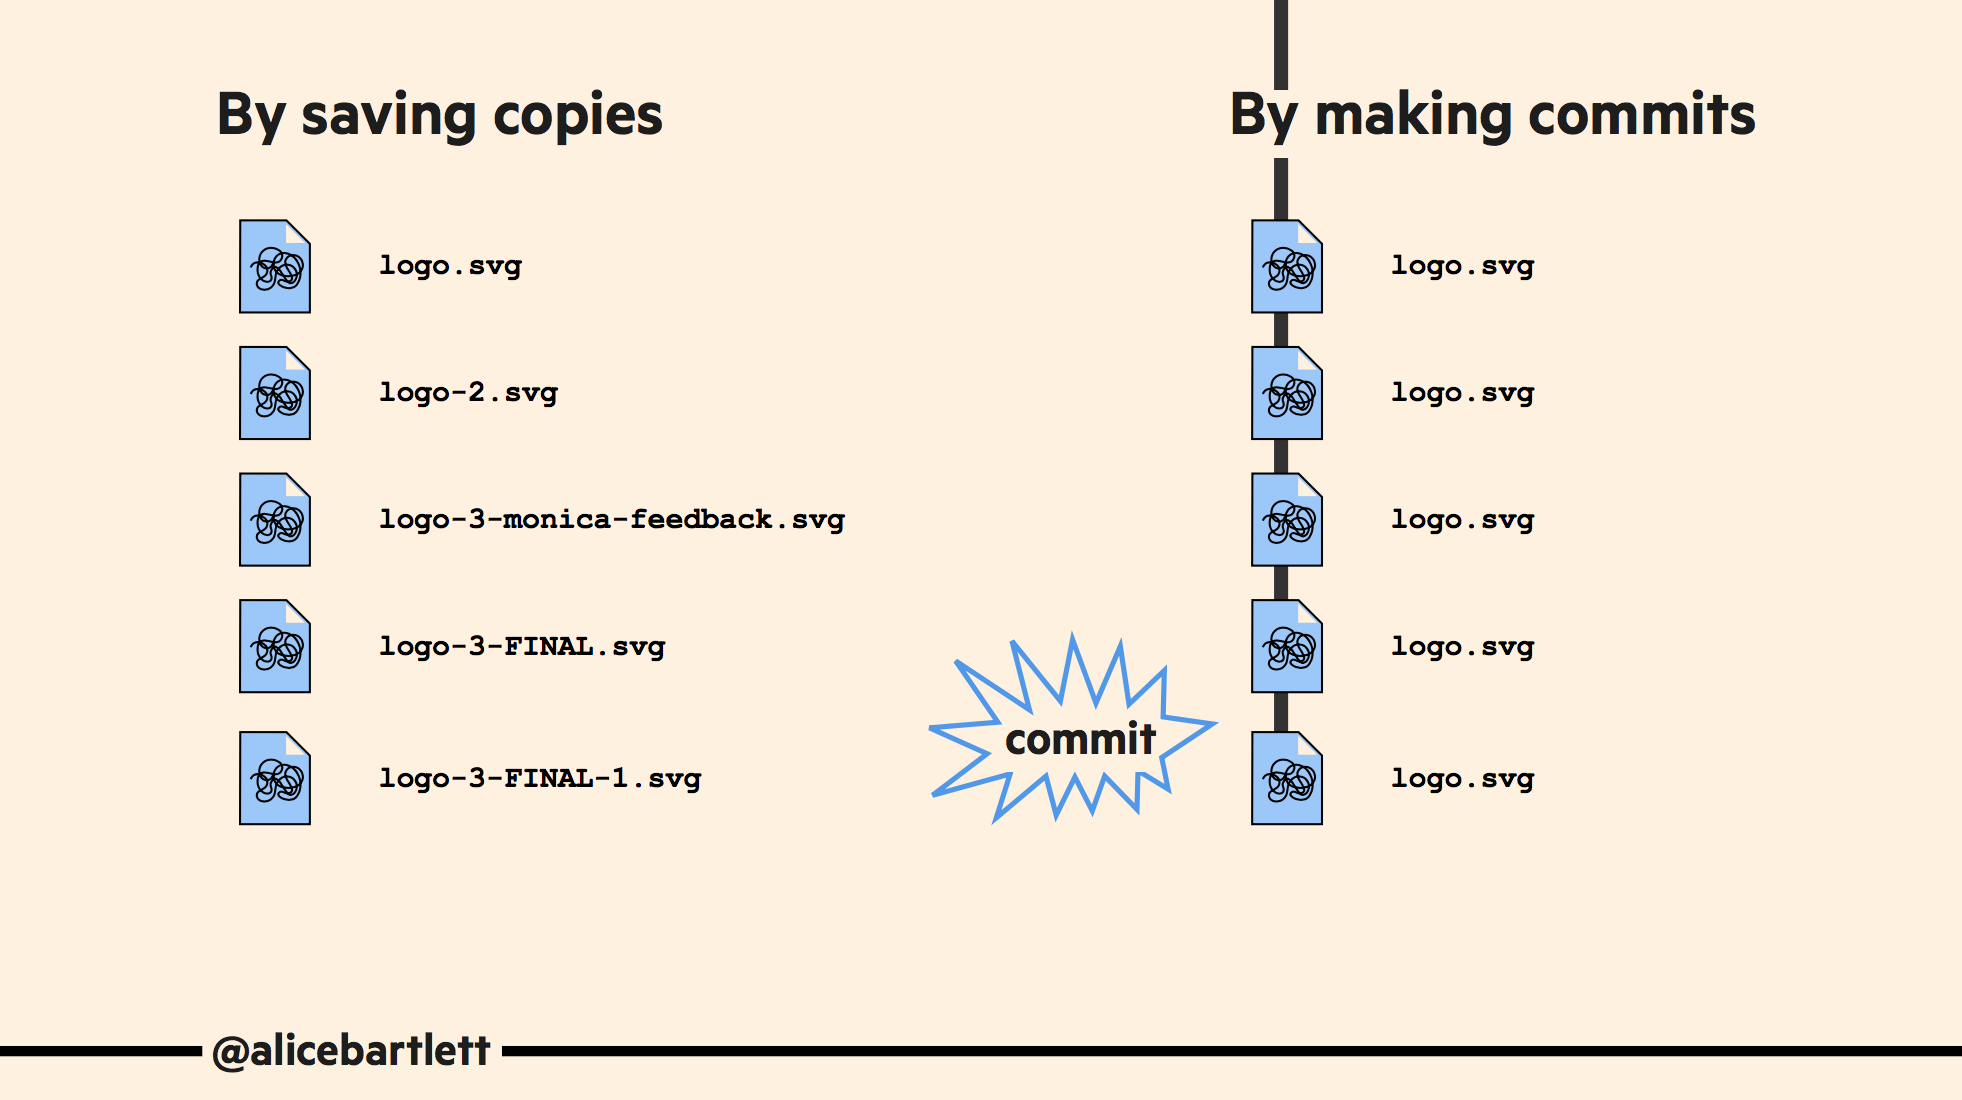 By saving copies
logo.svg
logo-2.svg
logo-3-monica-feedback.svg
logo-3-FINAL.svg
logo-3-FINAL-1.svg
commit
By making commits
logo.svg
logo.svg
logo.svg
logo.svg
logo.svg
@alicebartlett